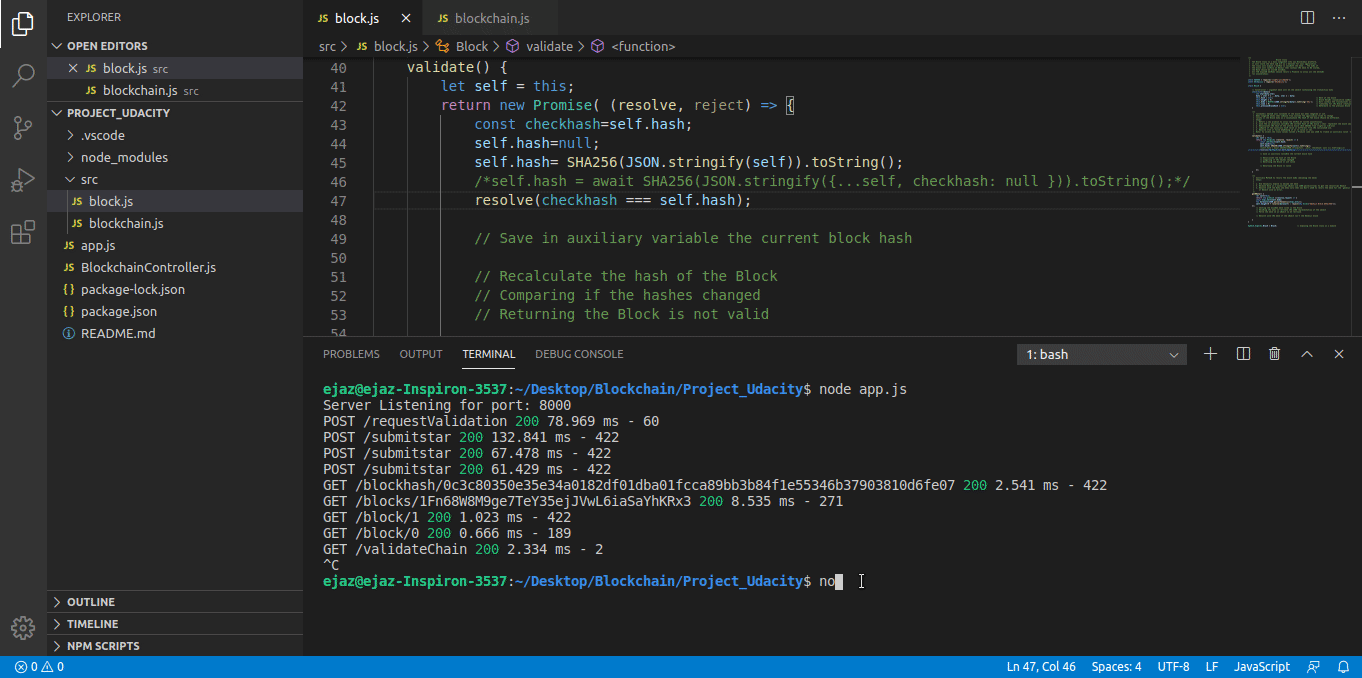 EXPLORER
OPEN EDITORS
block.js src
blockchain.js src
PROJECT_UDACITY
.vscode
node_modules
src
JS block.js
JS blockchain.js
JS app.js
JS BlockchainController.js
{} package-lock.json
{} package.json
README.md
OUTLINE
TIMELINE
NPM SCRIPTS
JS block.js
JS blockchain.js
src > JS block.js > Block > validate > <function>
40 validate() {
41 let self = this;
42 return new Promise( (resolve, reject) => {
43 const checkhash=self.hash;
44 self.hash=null;
45 self.hash= SHA256(JSON.stringify(self)).toString();
46 /*self.hash = await SHA256(JSON.stringify({...self, checkhash: null })).toString();*/
47 resolve(checkhash === self.hash);
48
49 // Save in auxiliary variable the current block hash
50
51 // Recalculate the hash of the Block
52 // Comparing if the hashes changed
53 // Returning the Block is not valid
54
PROBLEMS OUTPUT TERMINAL DEBUG CONSOLE 1: bash
ejaz@ejaz-Inspiron-3537:~/Desktop/Blockchain/Project_Udacity$ node app.js
Server Listening for port: 8000
POST /requestValidation 200 78.969 ms - 60
POST /submitstar 200 132.841 ms - 422
POST /submitstar 200 67.478 ms - 422
POST /submitstar 200 61.429 ms - 422
GET /blockhash/0c3c80350e35e34a0182df01dba01fcca89bb3b84f1e55346b37903810d6fe07 200 2.541 ms - 422
GET /blocks/1Fn68W8M9ge7TeY35ejJVwL6iaSaYhKRx3 200 8.535 ms - 271
GET /block/1 200 1.023 ms - 422
GET /block/0 200 0.666 ms - 189
GET /validateChain 200 2.334 ms - 2
^C
ejaz@ejaz-Inspiron-3537:~/Desktop/Blockchain/Project_Udacity$ no
0 0 Ln 47, Col 46 Spaces: 4 UTF-8 LF JavaScript